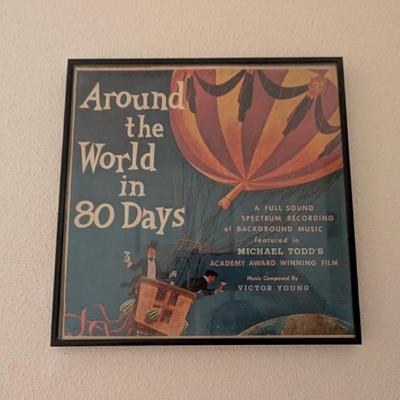 Around
the
World
in
80 Days
A FULL SOUND
SPECTRUM RECORDING
of BACKGROUND MUSIC
featured in
MICHAEL TODD'S
ACADEMY AWARD WINNING FILM
Music Composed By
VICTOR YOUNG